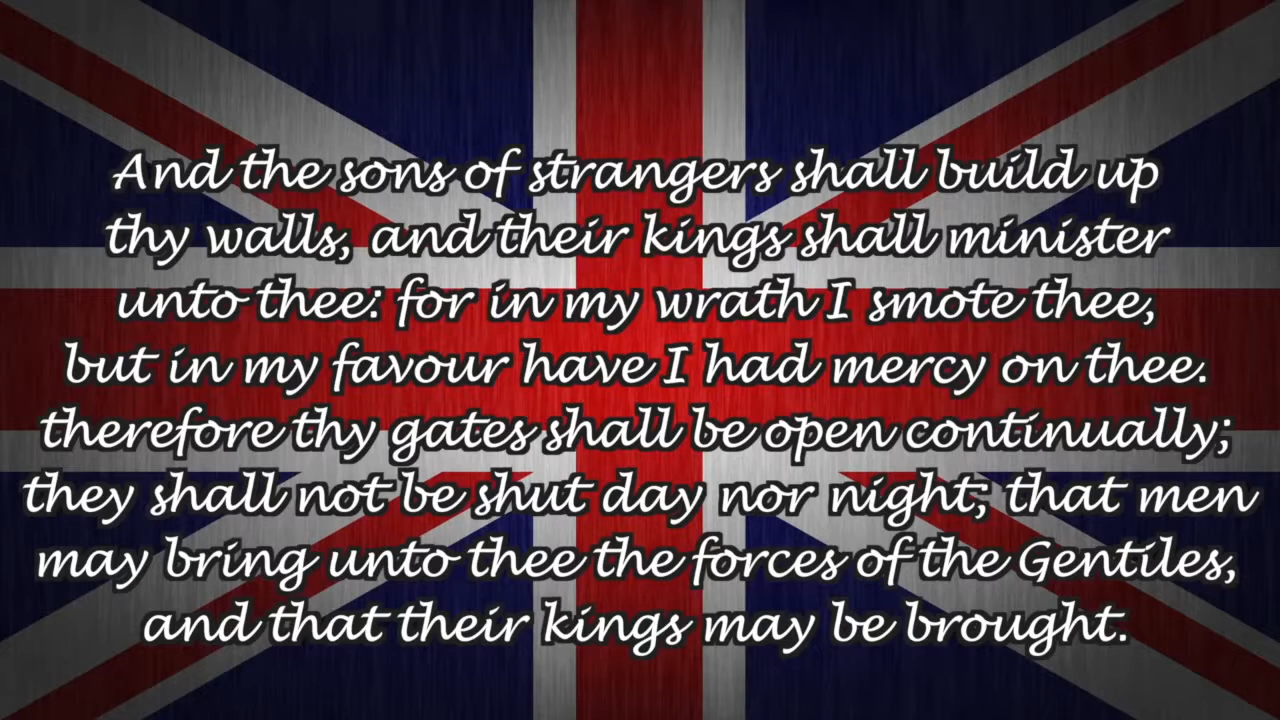 And the sons of strangers shall build up
thy walls, and their kings shall minister
unto thee: for in my wrath I smote thee,
but in my favour have I had mercy on thee.
therefore thy gates shall be open continually;
they shall not be shut day nor night; that men
may bring unto thee the forces of the Gentiles,
and that their kings may be brought.